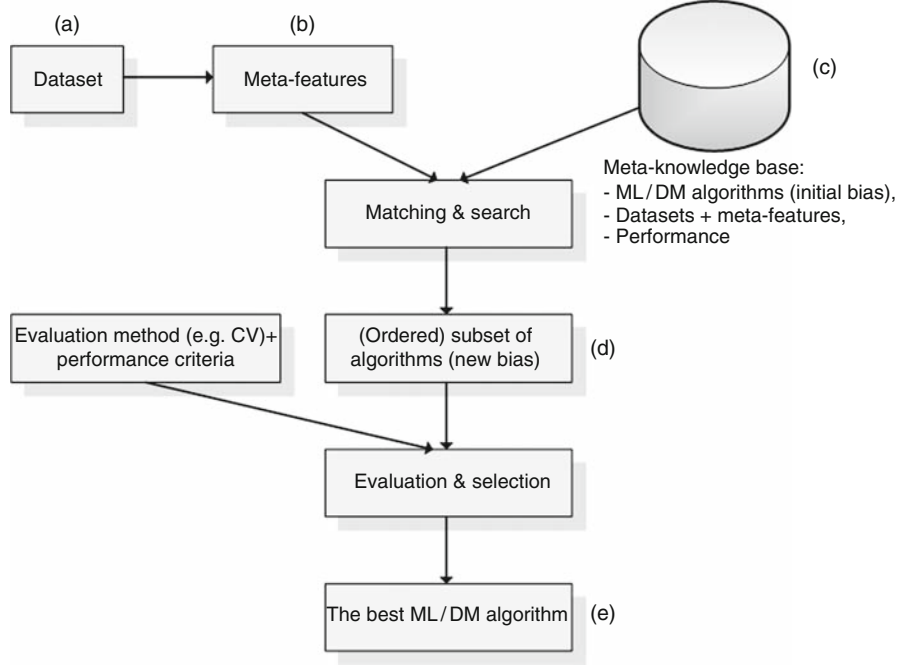 (a)
(b)
Dataset
Meta-features
(c)
Meta-knowledge base:
- ML/DM algorithms (initial bias),
- Datasets + meta-features,
- Performance
Matching & search
Evaluation method (e.g. CV)+
performance criteria
(Ordered) subset of
algorithms (new bias)
(d)
Evaluation & selection
The best ML/DM algorithm
(e)